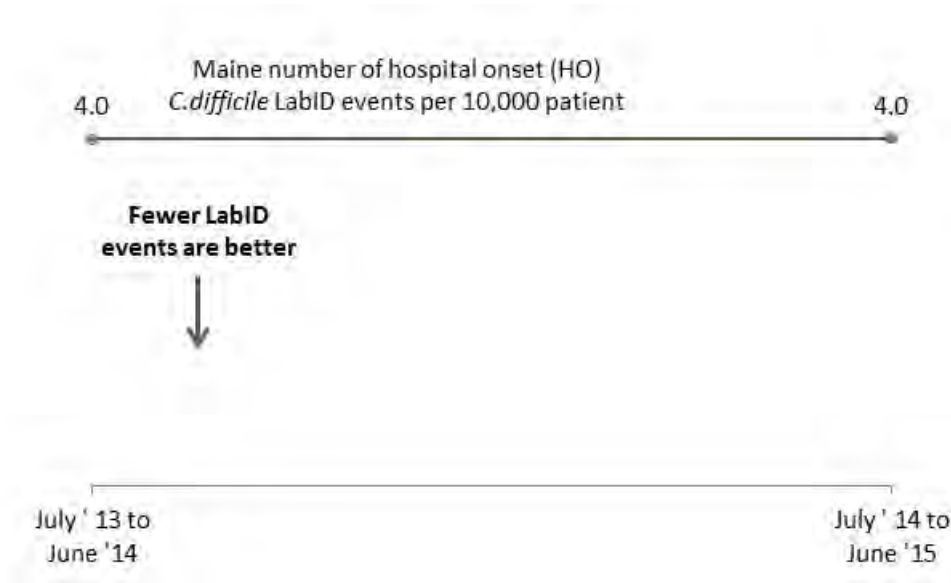 Maine number of hospital onset (HO)
C.difficile LabID events per 10,000 patient
4.0
4.0
Fewer LabID
events are better
July ' 13 to
June '14
July ' 14 to
June '15